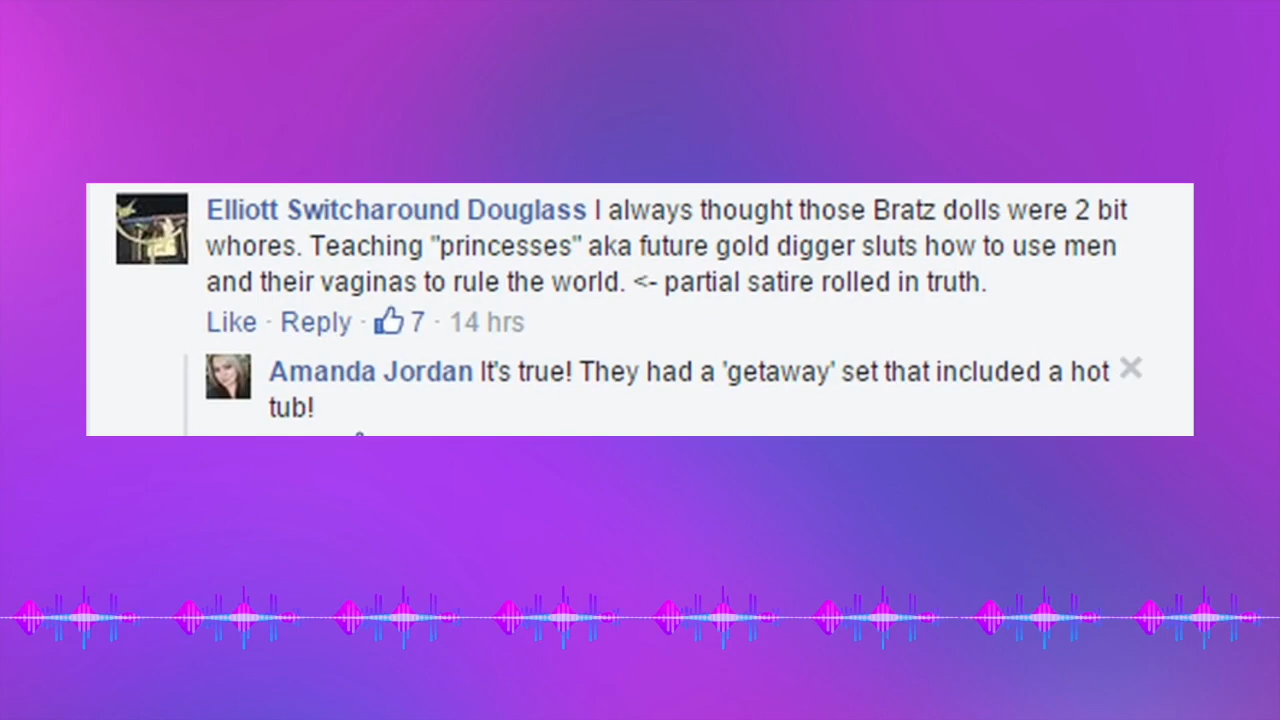 Elliott Switcharound Douglass I always thought those Bratz dolls were 2 bit
whores. Teaching "princesses" aka future gold digger sluts how to use men
and their vaginas to rule the world. <- partial satire rolled in truth.
Like · Reply · 7 · 14 hrs
Amanda Jordan It's true! They had a 'getaway' set that included a hot
tub!